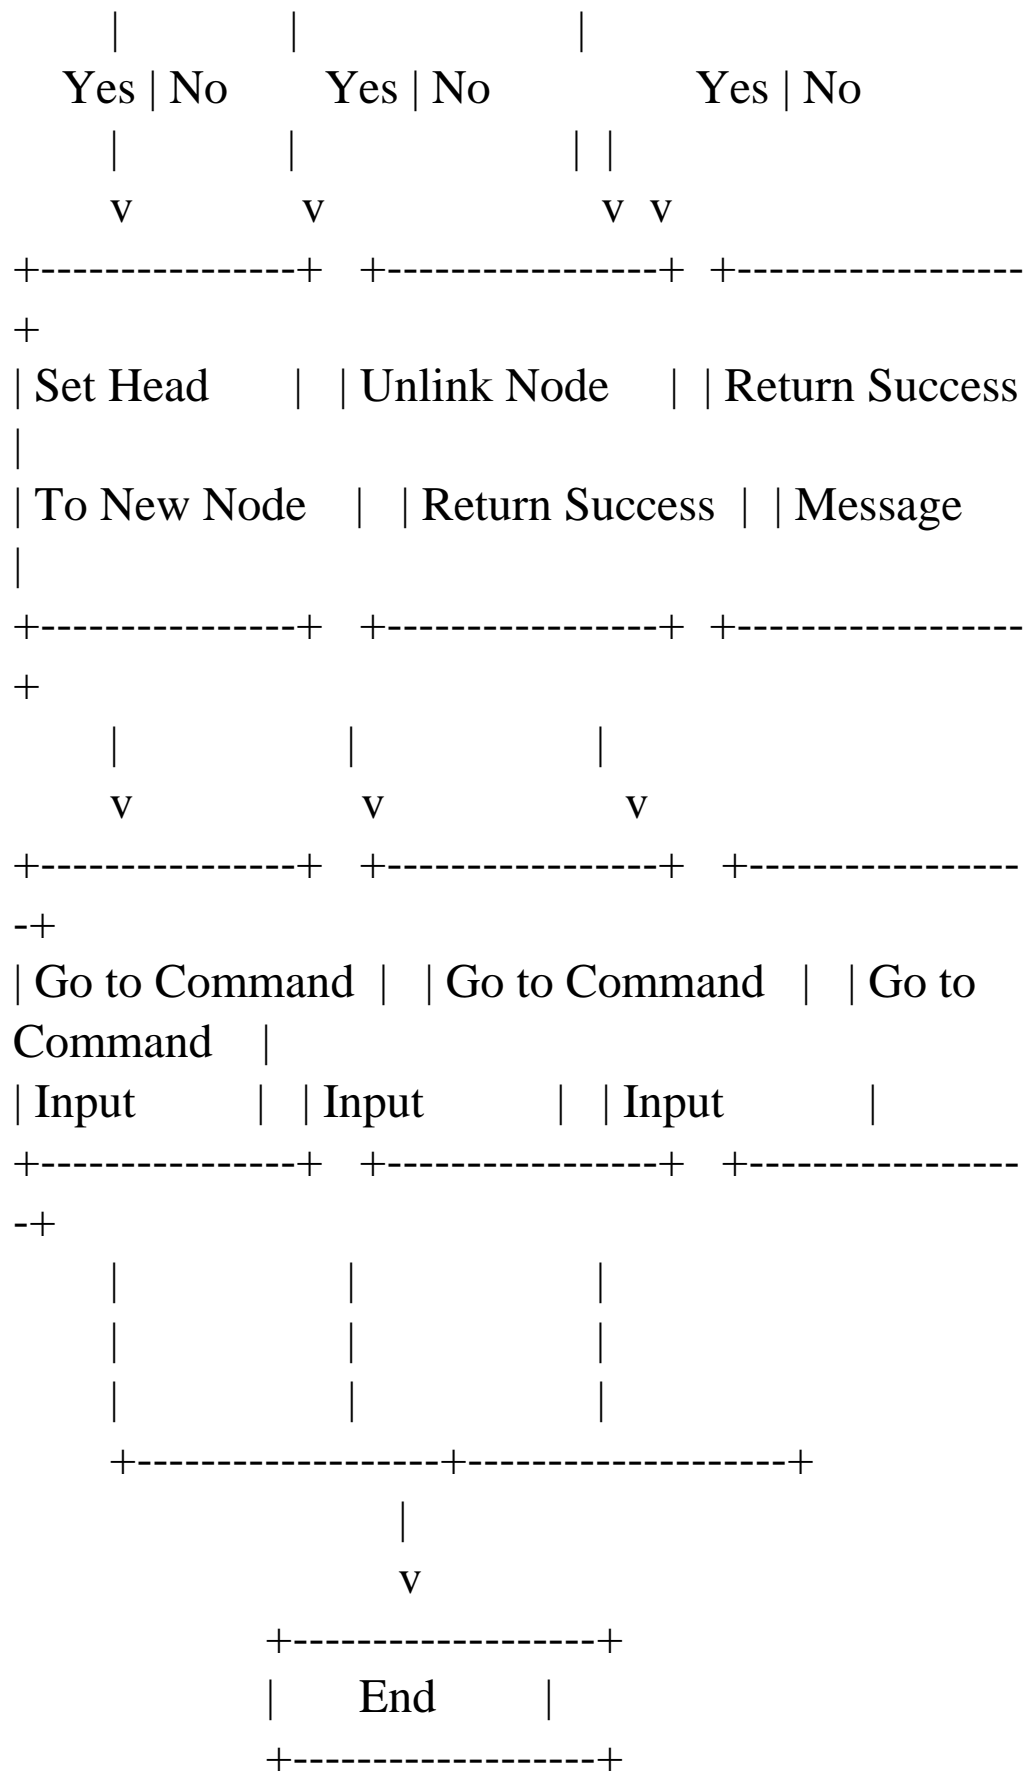 |              |                       |
Yes | No        Yes | No                 Yes | No
|              |                      |  |
v              v                       v   v
+----------------+   +-----------------+  +------------------
+
| Set Head       |  | Unlink Node     |  | Return Success
|
| To New Node    |   | Return Success  |  | Message
|
+----------------+   +-----------------+  +------------------
+
|                   |                    |
v                   v                    v
+----------------+   +-----------------+   +-----------------
-+
| Go to Command  |   | Go to Command   |   | Go to
Command    |
| Input          |   | Input           |   | Input            |
+----------------+   +-----------------+   +-----------------
-+
|                   |                    |
|                   |                    |
|                   |                    |
+-------------------+--------------------+
|
v
+-------------------+
|       End         |
+-------------------+